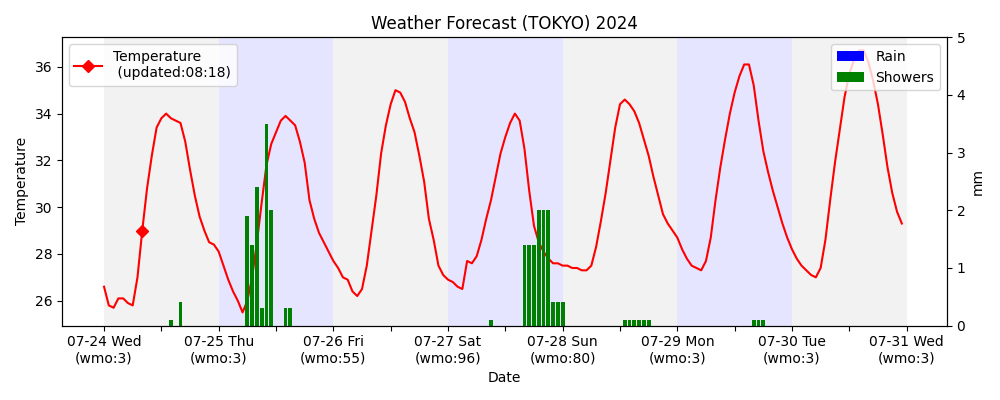 Weather Forecast (TOKYO) 2024
Temperature
(updated:08:18)
Rain
Showers
Temperature
36
34
32
30
28
26
5
4
3
2
1
0
mm
07-24 Wed
(wmo:3)
07-25 Thu
(wmo:3)
07-26 Fri
(wmo:55)
07-27 Sat
(wmo:96)
07-28 Sun
(wmo:80)
07-29 Mon
(wmo:3)
07-30 Tue
(wmo:3)
07-31 Wed
(wmo:3)
Date